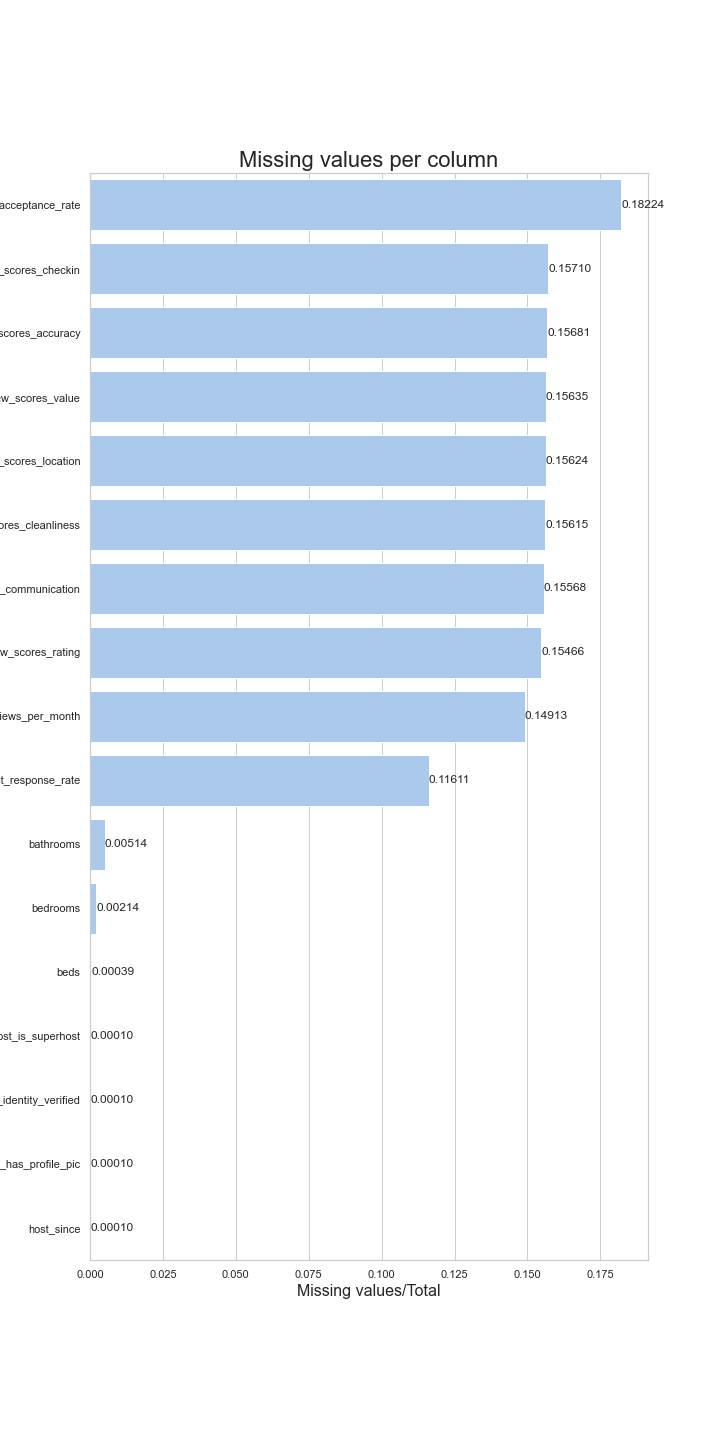 Missing values per column
acceptance_rate 0.18224
_scores_checkin 0.15710
scores_accuracy 0.15681
ew_scores_value 0.15635
_scores_location 0.15624
ores_cleanliness 0.15615
_communication 0.15568
w_scores_rating 0.15466
iews_per_month 0.14913
t_response_rate 0.11611
bathrooms 0.00514
bedrooms 0.00214
beds 0.00039
ost_is_superhost 0.00010
_identity_verified 0.00010
_has_profile_pic 0.00010
host_since 0.00010
0.000 0.025 0.050 0.075 0.100 0.125 0.150 0.175
Missing values/Total